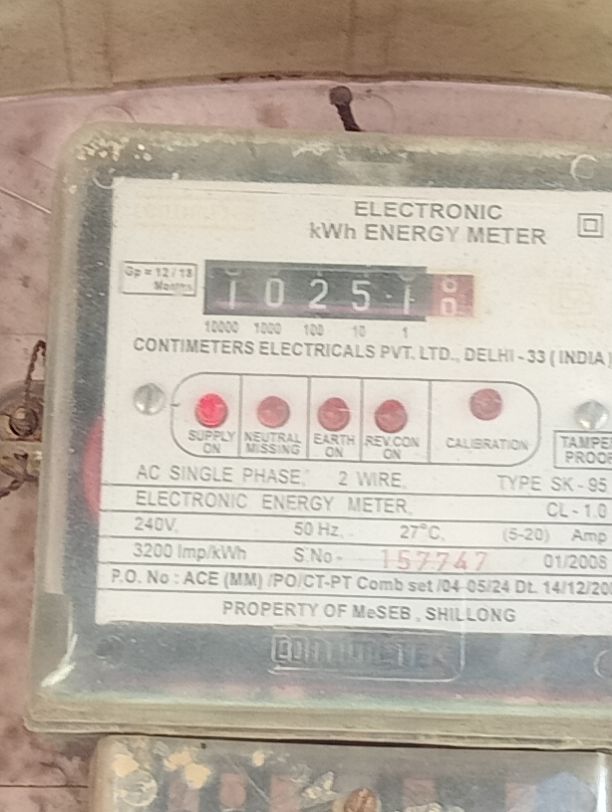 ELECTRONIC
kWh ENERGY METER
Gp = 12 / 18
Months
1 0 2 5 1
10000 1000 100 10 1
CONTIMETERS ELECTRICALS PVT. LTD., DELHI - 33 ( INDIA )
SUPPLY ON NEUTRAL MISSING EARTH ON REV.CON ON CALIBRATION
TAMPE
PROOF
AC SINGLE PHASE, 2 WIRE, TYPE SK - 95
ELECTRONIC ENERGY METER, CL - 1.0
240V, 50 Hz, 27°C, (5-20) Amp
3200 Imp/kWh S.No - 157747 01/2008
P.O. No : ACE (MM) /PO/CT-PT Comb set /04-05/24 Dt. 14/12/200
PROPERTY OF MeSEB , SHILLONG